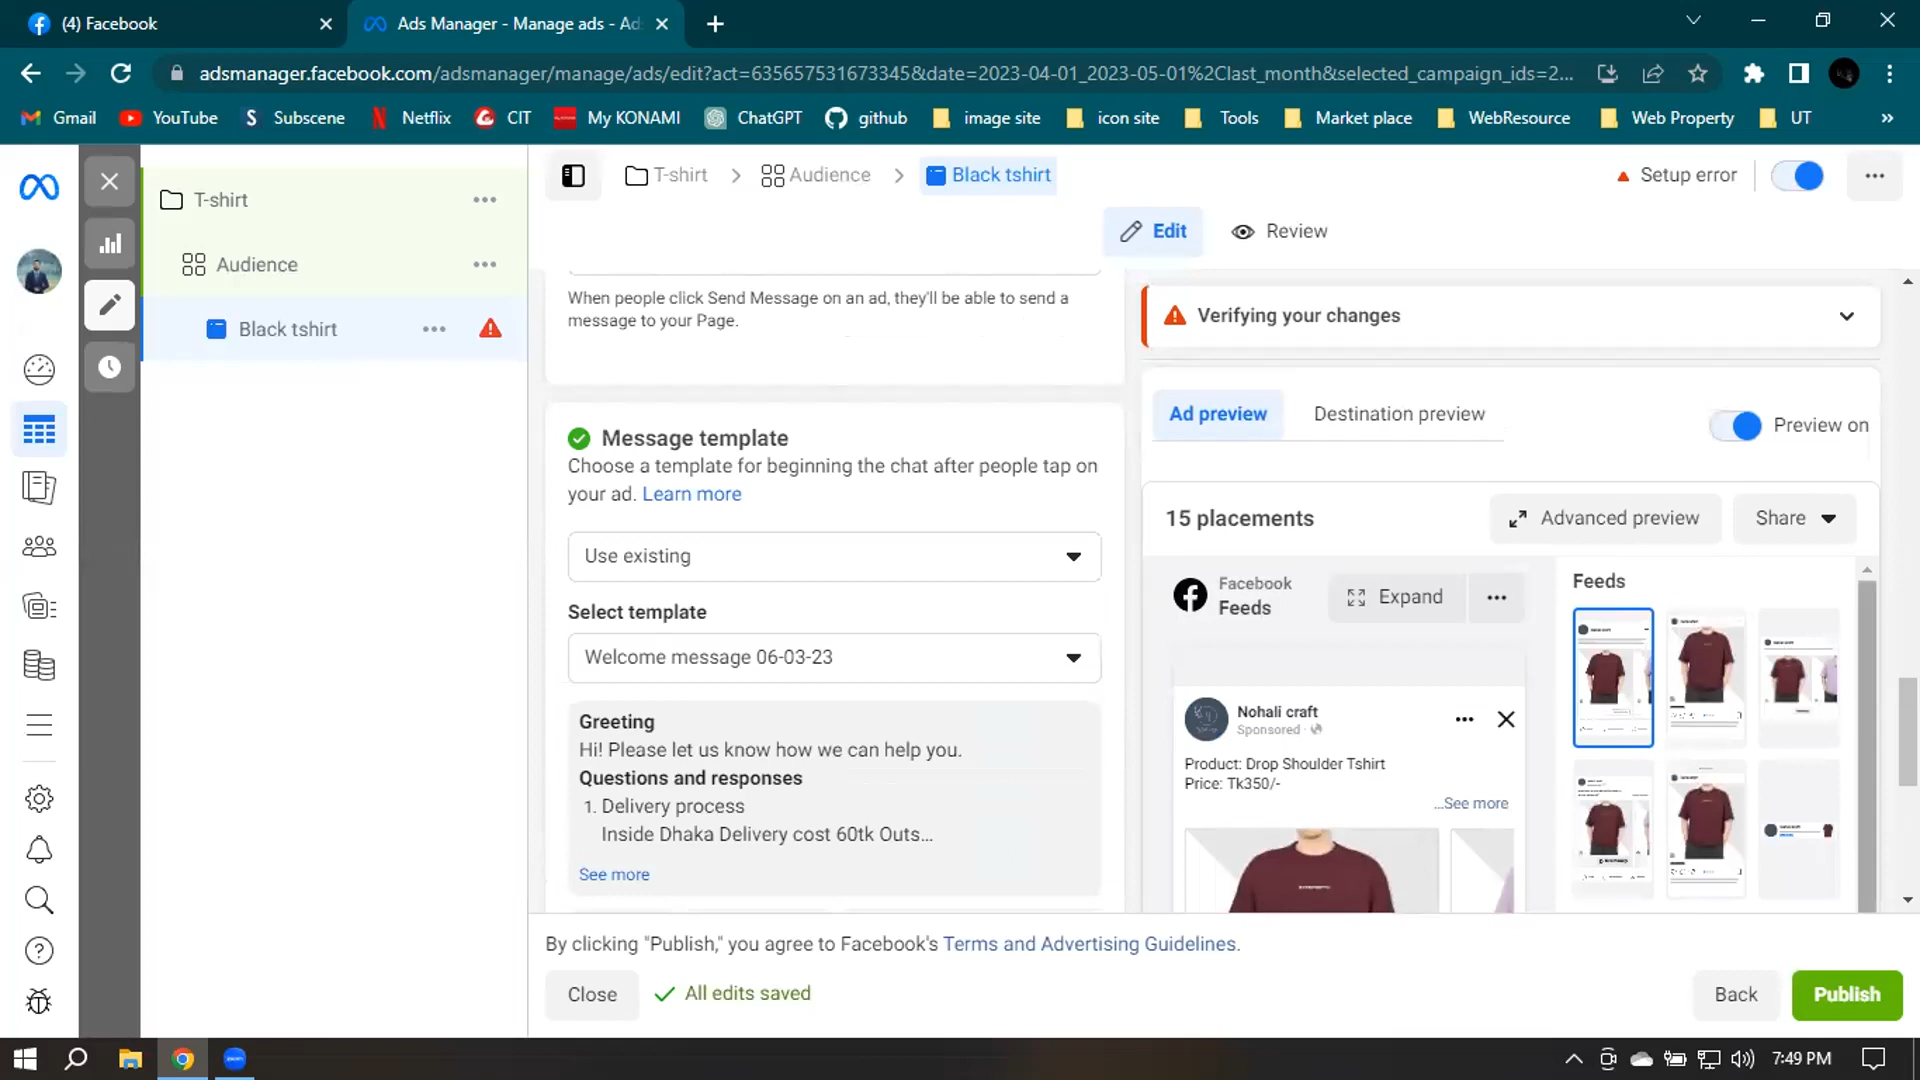 (4) Facebook
Ads Manager - Manage ads - Ad
adsmanager.facebook.com/adsmanager/manage/ads/edit?act=635657531673345&date=2023-04-01_2023-05-01%2Clast_month&selected_campaign_ids=2...
Gmail YouTube Subscene Netflix CIT My KONAMI ChatGPT github image site icon site Tools Market place WebResource Web Property UT »
T-shirt
Audience
Black tshirt
T-shirt > Audience > Black tshirt
Setup error
Edit Review
When people click Send Message on an ad, they'll be able to send a
message to your Page.
Message template
Choose a template for beginning the chat after people tap on
your ad. Learn more
Use existing
Select template
Welcome message 06-03-23
Greeting
Hi! Please let us know how we can help you.
Questions and responses
1. Delivery process
Inside Dhaka Delivery cost 60tk Outs...
See more
Verifying your changes
Ad preview Destination preview Preview on
15 placements Advanced preview Share
Facebook
Feeds
Expand
Feeds
Nohali craft
Sponsored ·
Product: Drop Shoulder Tshirt
Price: Tk350/-
...See more
By clicking "Publish," you agree to Facebook's Terms and Advertising Guidelines.
Close All edits saved Back Publish
7:49 PM